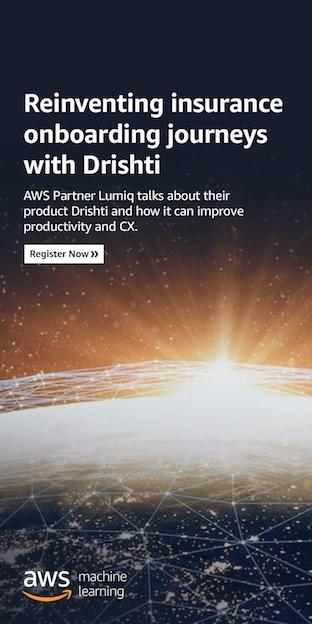 Reinventing insurance
onboarding journeys
with Drishti
AWS Partner Lumiq talks about their
product Drishti and how it can improve
productivity and CX.
Register Now »
aws machine
learning